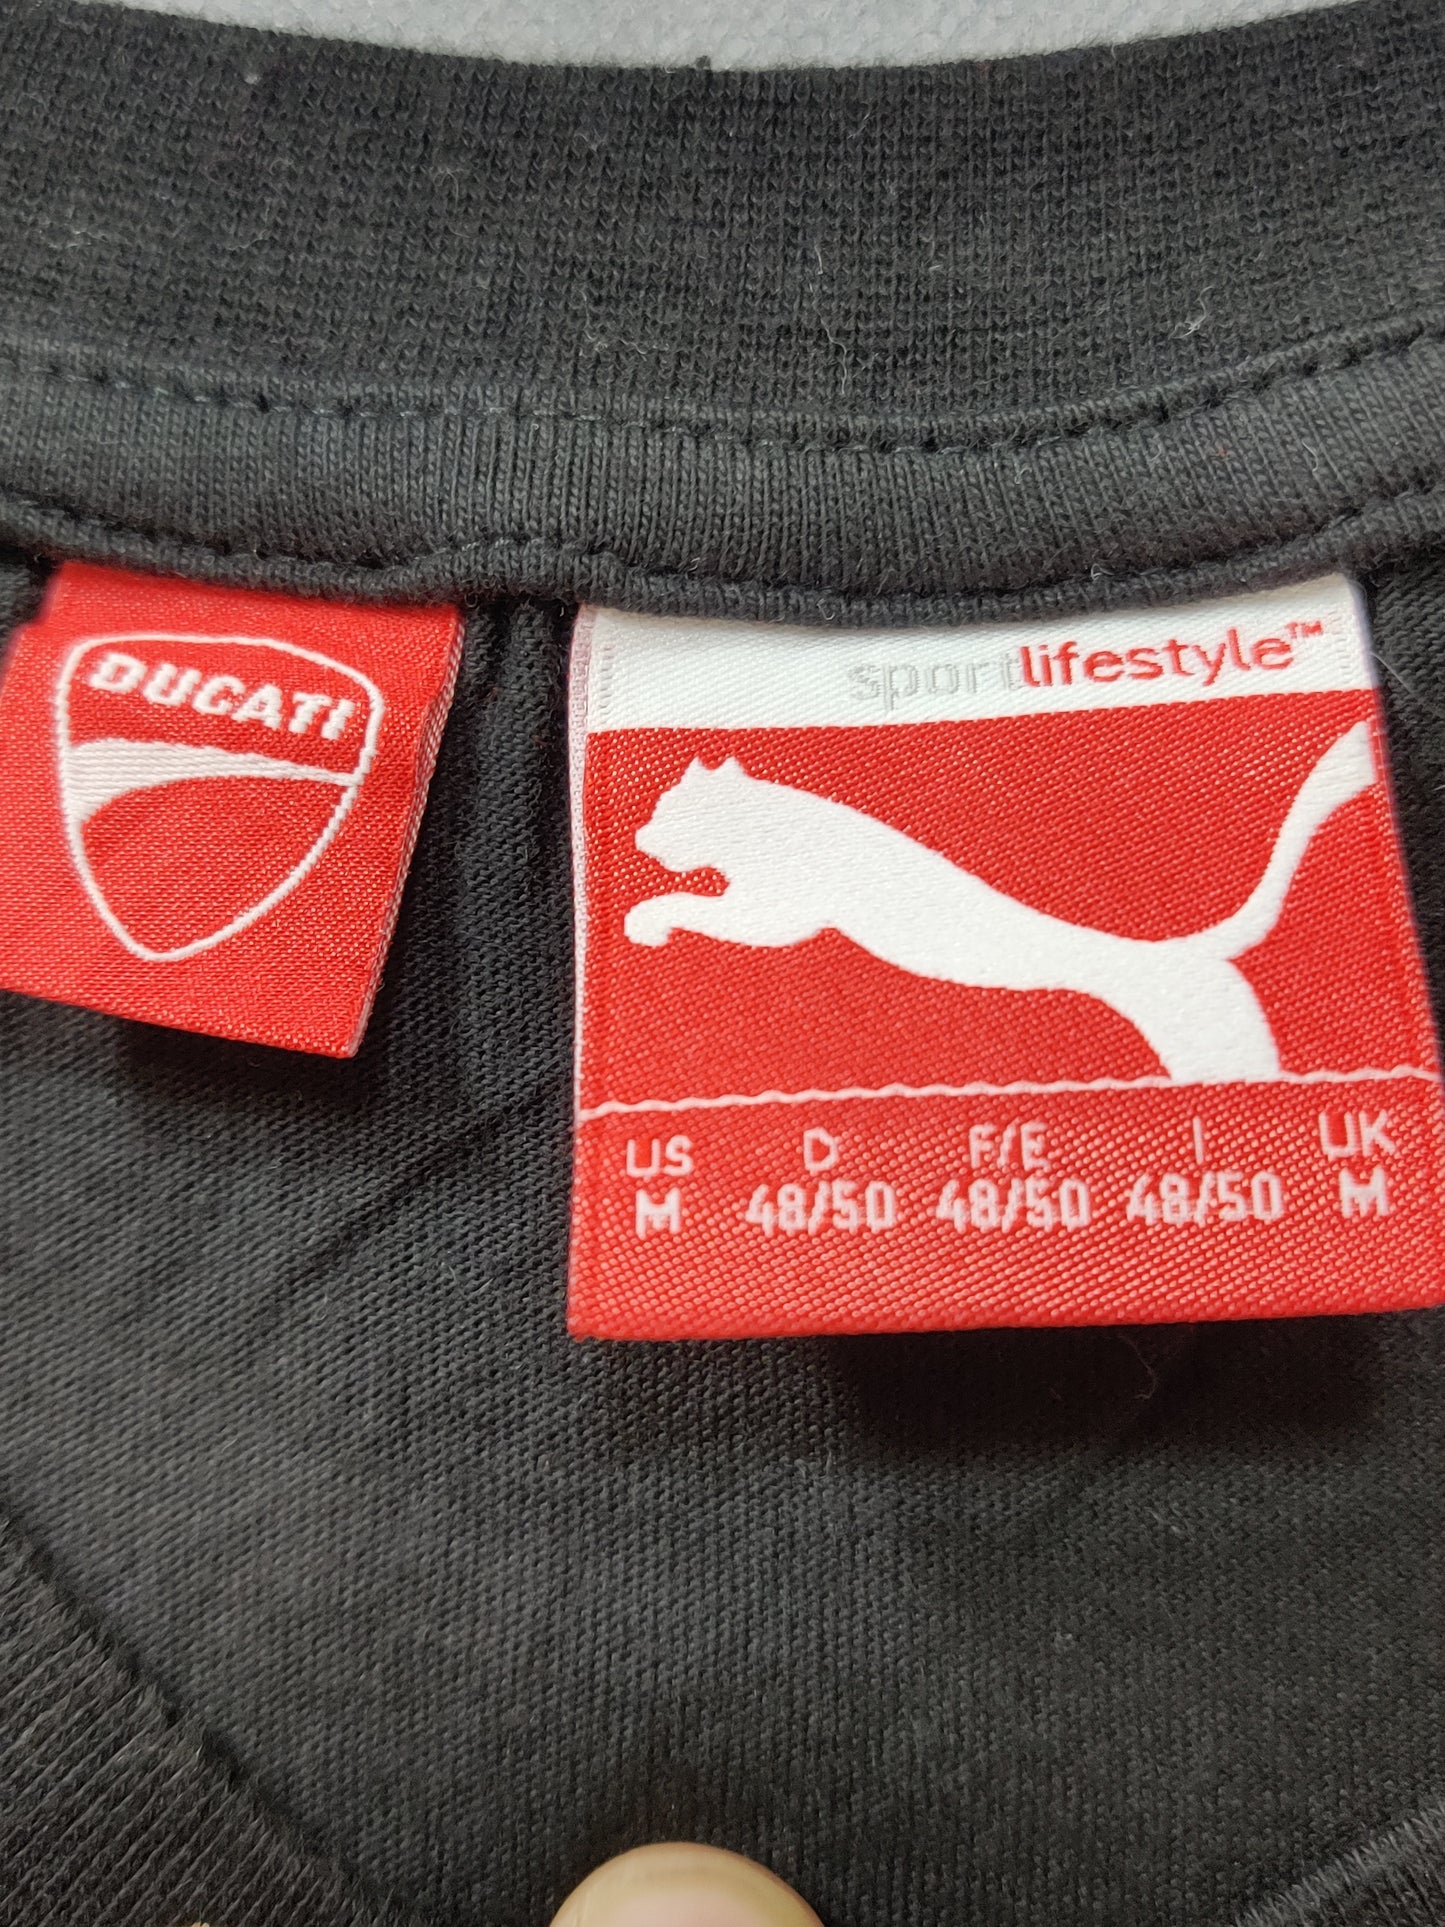 DUCATI
sportlifestyle™
US D F/E I UK
M 48/50 48/50 48/50 M